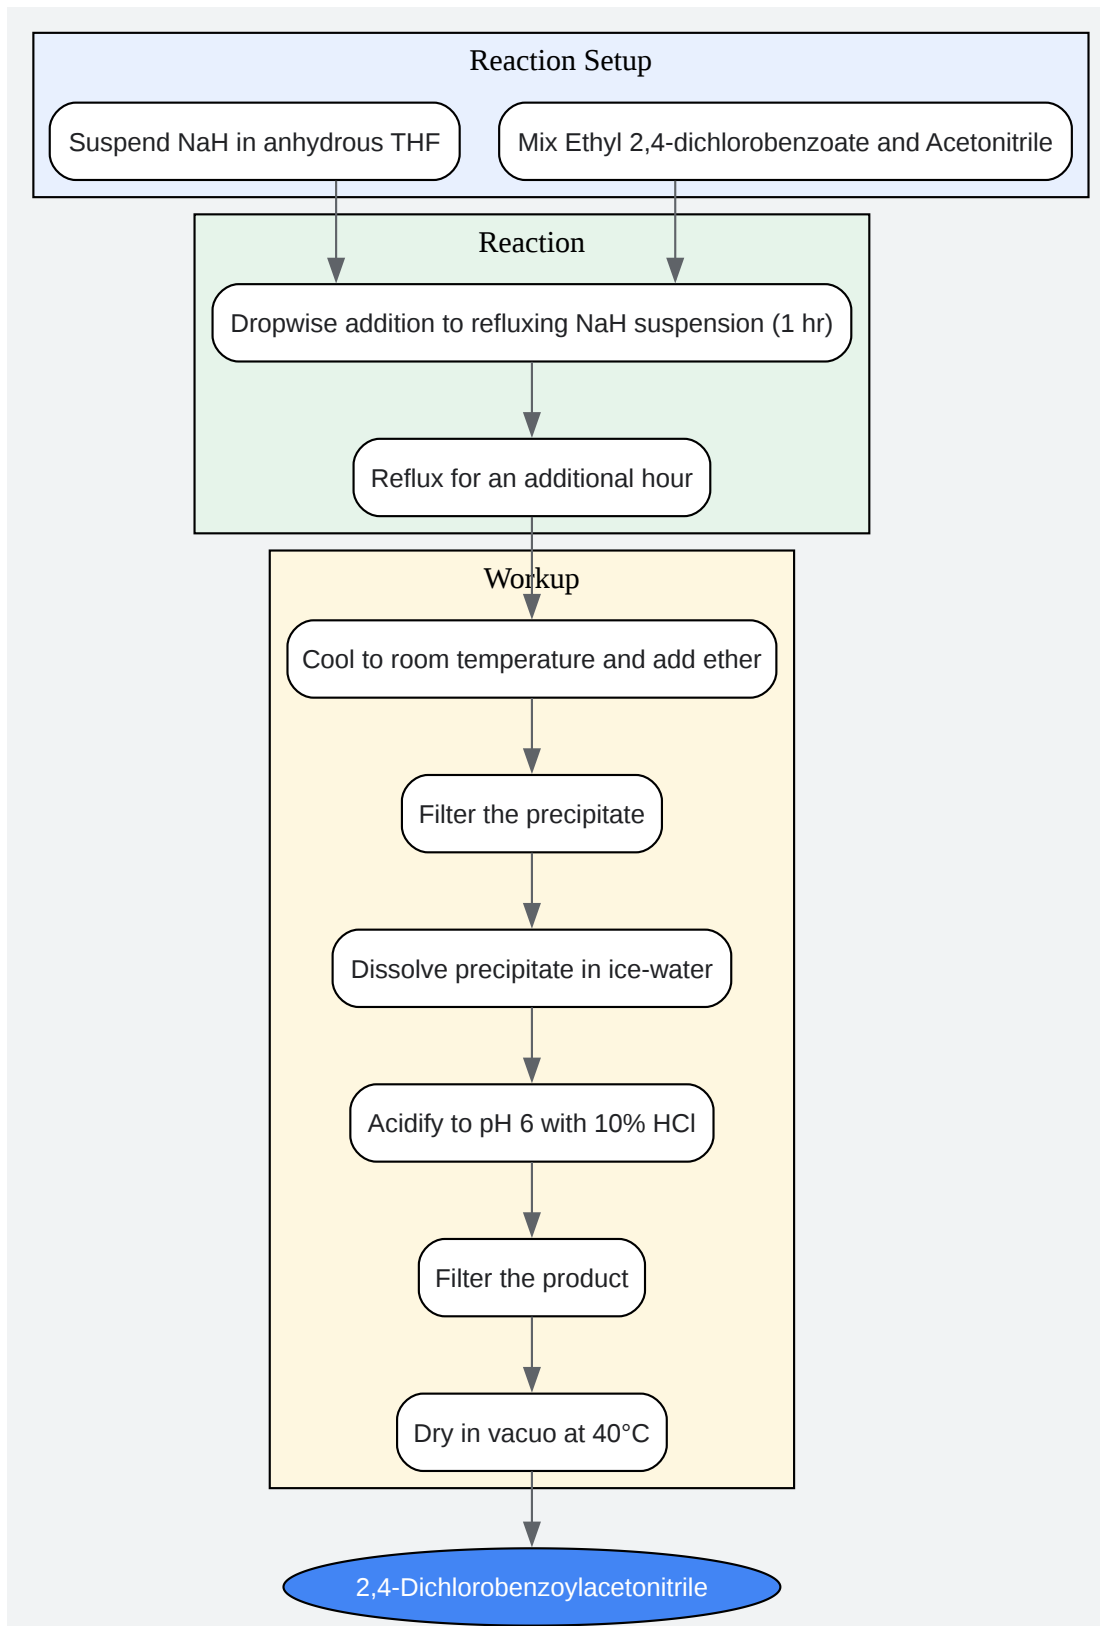 Reaction Setup
Suspend NaH in anhydrous THF
Mix Ethyl 2,4-dichlorobenzoate and Acetonitrile
Reaction
Dropwise addition to refluxing NaH suspension (1 hr)
Reflux for an additional hour
Workup
Cool to room temperature and add ether
Filter the precipitate
Dissolve precipitate in ice-water
Acidify to pH 6 with 10% HCl
Filter the product
Dry in vacuo at 40°C
2,4-Dichlorobenzoylacetonitrile